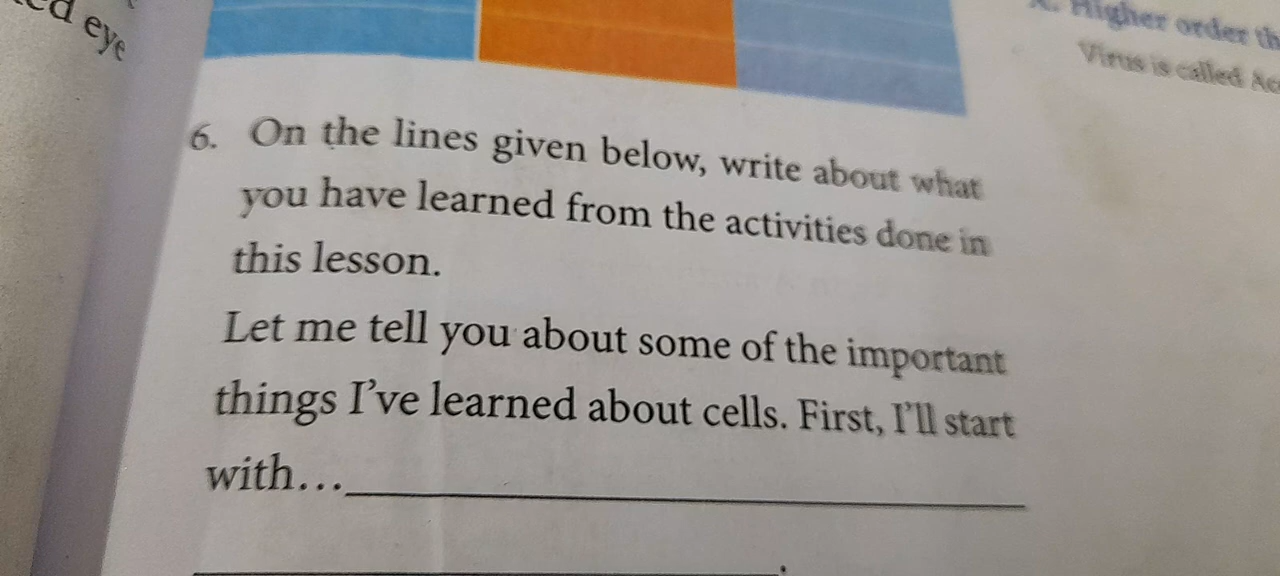 eye
6. On the lines given below, write about what
you have learned from the activities done in
this lesson.
Let me tell you about some of the important
things I've learned about cells. First, I'll start
with...
.
Higher order
Virus is called